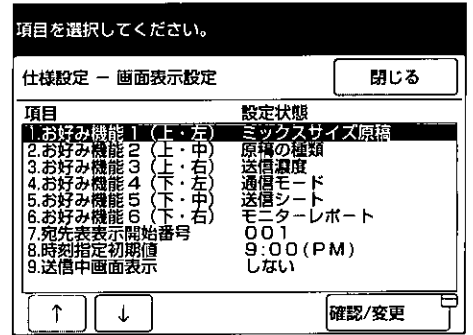 項目を選択してください。
仕様設定 － 画面表示設定 閉じる
項目 設定状態
1.お好み機能1(上・左) ミックスサイズ原稿
2.お好み機能2(上・中) 原稿の種類
3.お好み機能3(上・右) 送信濃度
4.お好み機能4(下・左) 通信モード
5.お好み機能5(下・中) 送信シート
6.お好み機能6(下・右) モニターレポート
7.宛先表表示開始番号 001
8.時刻指定初期値 9:00(PM)
9.送信中画面表示 しない
↑ ↓ 確認/変更